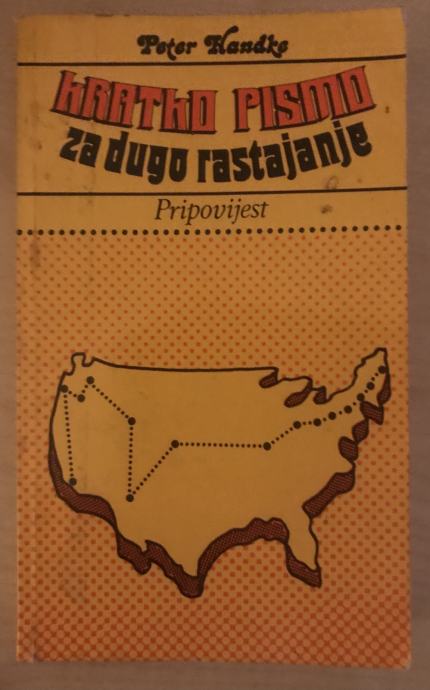 Peter Handke
KRATKO PISMO
za dugo rastajanje
Pripovijest